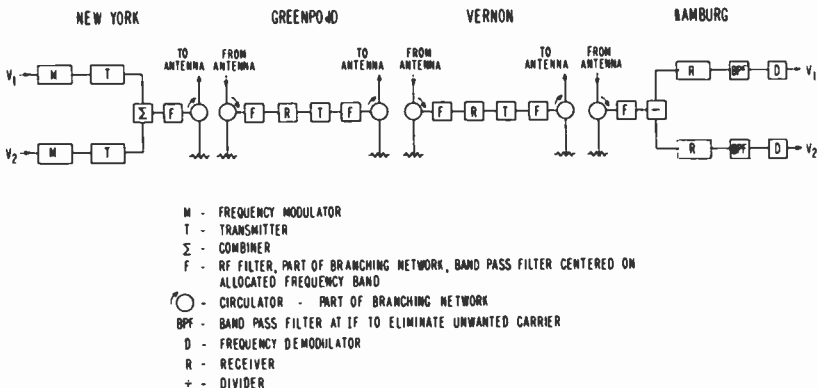 NEW YORK GREENPOND VERNON HAMBURG
TO ANTENNA FROM ANTENNA TO ANTENNA FROM ANTENNA TO ANTENNA FROM ANTENNA
V1 M T R BPF D V1
Σ F F R T F F R T F F ÷
V2 M T R BPF D V2
M - FREQUENCY MODULATOR
T - TRANSMITTER
Σ - COMBINER
F - RF FILTER, PART OF BRANCHING NETWORK, BAND PASS FILTER CENTERED ON
ALLOCATED FREQUENCY BAND
- CIRCULATOR - PART OF BRANCHING NETWORK
BPF - BAND PASS FILTER AT IF TO ELIMINATE UNWANTED CARRIER
D - FREQUENCY DEMODULATOR
R - RECEIVER
÷ - DIVIDER